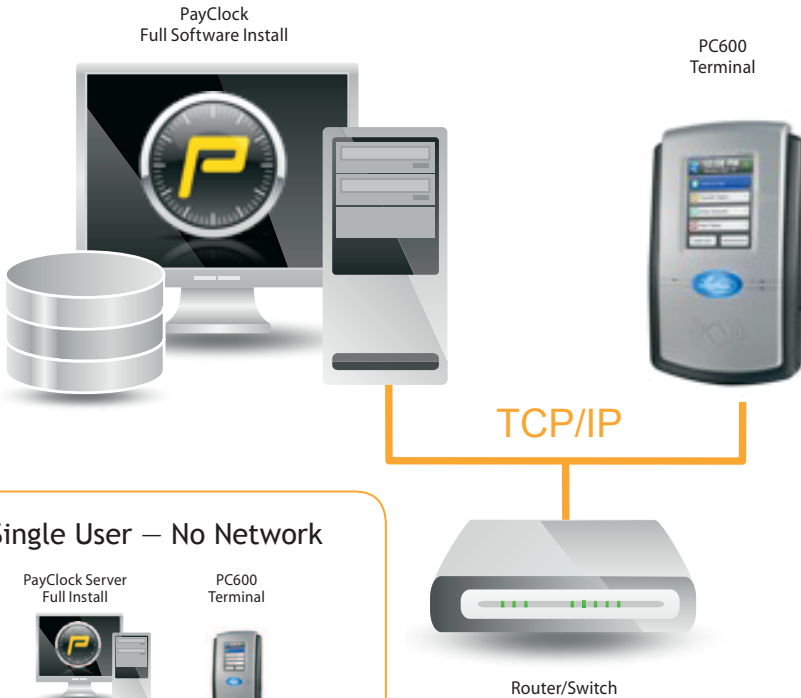 PayClock
Full Software Install
PC600
Terminal
TCP/IP
Single User — No Network
PayClock Server
Full Install
PC600
Terminal
Router/Switch